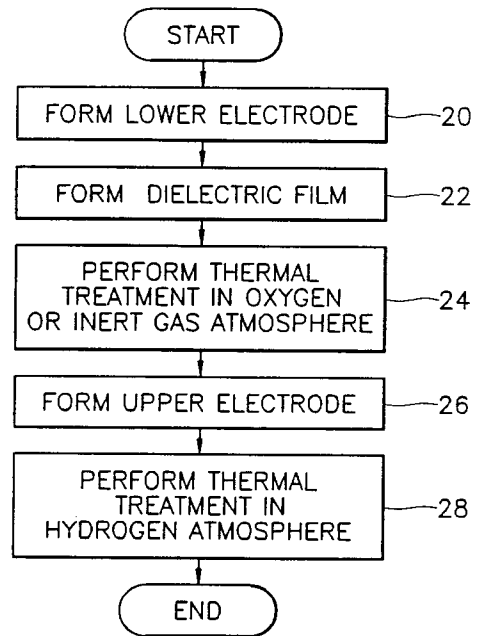 START
FORM LOWER ELECTRODE
20
FORM DIELECTRIC FILM
22
PERFORM THERMAL
TREATMENT IN OXYGEN
OR INERT GAS ATMOSPHERE
24
FORM UPPER ELECTRODE
26
PERFORM THERMAL
TREATMENT IN
HYDROGEN ATMOSPHERE
28
END